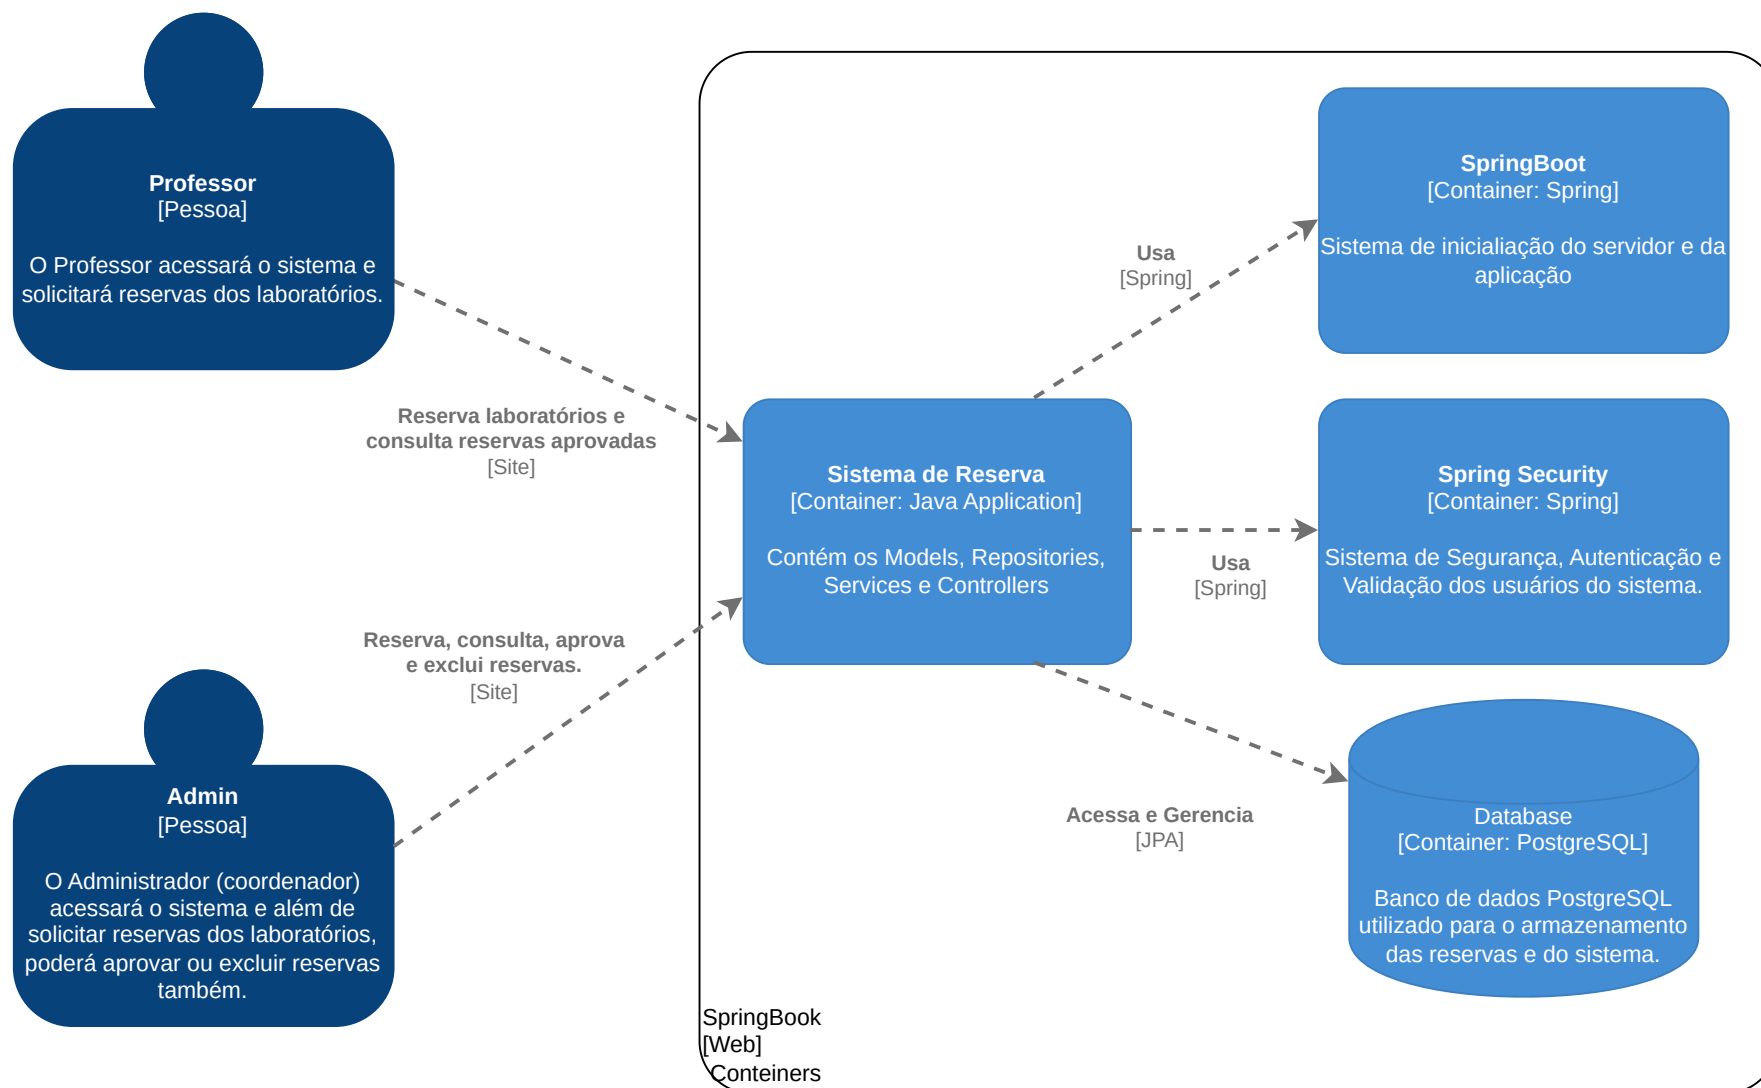 Professor
[Pessoa]
O Professor acessará o sistema e
solicitará reservas dos laboratórios.
Reserva laboratórios e
consulta reservas aprovadas
[Site]
Reserva, consulta, aprova
e exclui reservas.
[Site]
Admin
[Pessoa]
O Administrador (coordenador)
acessará o sistema e além de
solicitar reservas dos laboratórios,
poderá aprovar ou excluir reservas
também.
Sistema de Reserva
[Container: Java Application]
Contém os Models, Repositories,
Services e Controllers
Usa
[Spring]
SpringBoot
[Container: Spring]
Sistema de inicialiação do servidor e da
aplicação
Usa
[Spring]
Spring Security
[Container: Spring]
Sistema de Segurança, Autenticação e
Validação dos usuários do sistema.
Acessa e Gerencia
[JPA]
Database
[Container: PostgreSQL]
Banco de dados PostgreSQL
utilizado para o armazenamento
das reservas e do sistema.
SpringBook
[Web]
Conteiners